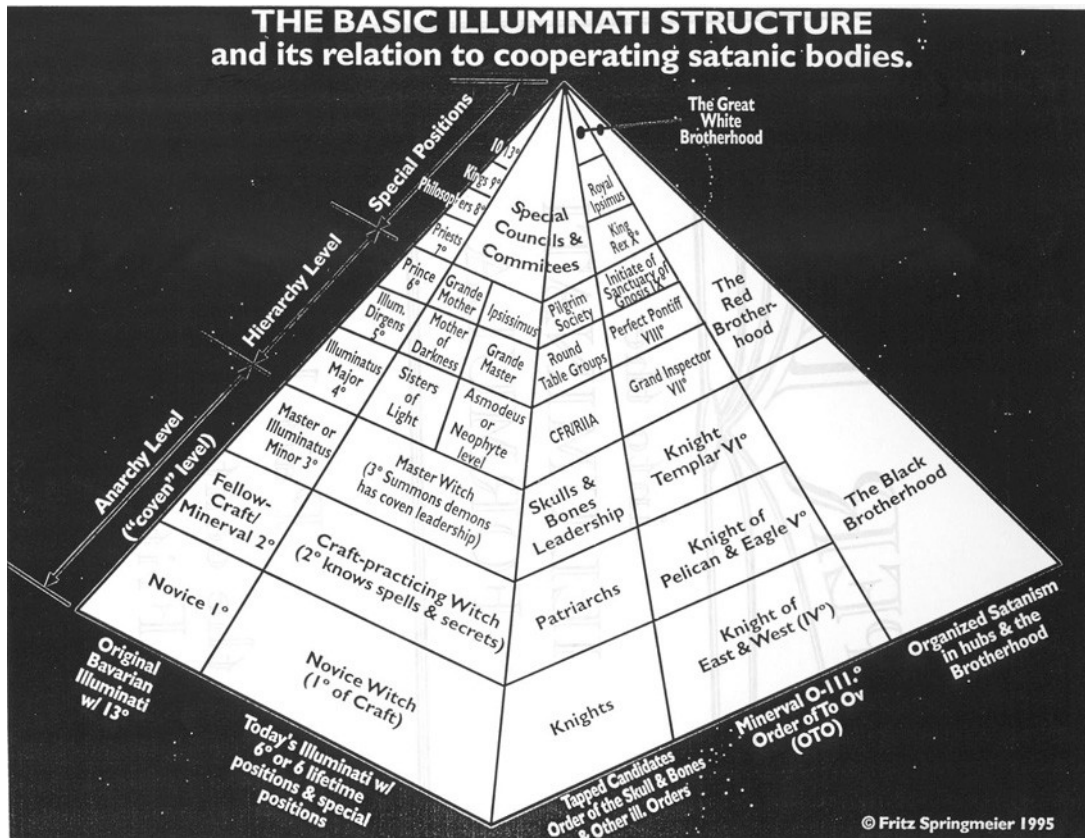 THE BASIC ILLUMINATI STRUCTURE
and its relation to cooperating satanic bodies.
The Great
White
Brotherhood
Special Positions
Hierarchy Level
Anarchy Level
("coven" level)
10 13°
Kings 9°
Philosophers 8°
Priests
7°
Prince
6°
Illum.
Dirgens
5°
Illuminatus
Major
4°
Master or
Illuminatus
Minor 3°
Fellow-
Craft/
Minerval 2°
Novice 1°
Special
Councils &
Committees
Grande
Mother
Ipsissimus
Mother
of
Darkness
Grande
Master
Sisters
of
Light
Asmodeus
or
Neophyte
level
Master Witch
(3° Summons demons
has coven leadership)
Craft-practicing Witch
(2° knows spells & secrets)
Novice Witch
(1° of Craft)
Pilgrim
Society
Round
Table Groups
CFR/RIIA
Skulls &
Bones
Leadership
Patriarchs
Knights
Royal
Ipsimus
King
Rex X°
Initiate of
Sanctuary of
Gnosis IX°
Perfect Pontiff
VIII°
Grand Inspector
VII°
Knight
Templar VI°
Knight of
Pelican & Eagle V°
Knight of
East & West (IV°)
The
Red
Brother-
hood
The Black
Brotherhood
Original
Bavarian
Illuminati
w/ 13°
Today's Illuminati w/
6° or 6 lifetime
positions & special
positions
Tapped Candidates
Order of the Skull & Bones
& Other ill. Orders
Minerval O-111.°
Order of To Ov
(OTO)
Organized Satanism
in hubs & the
Brotherhood
© Fritz Springmeier 1995